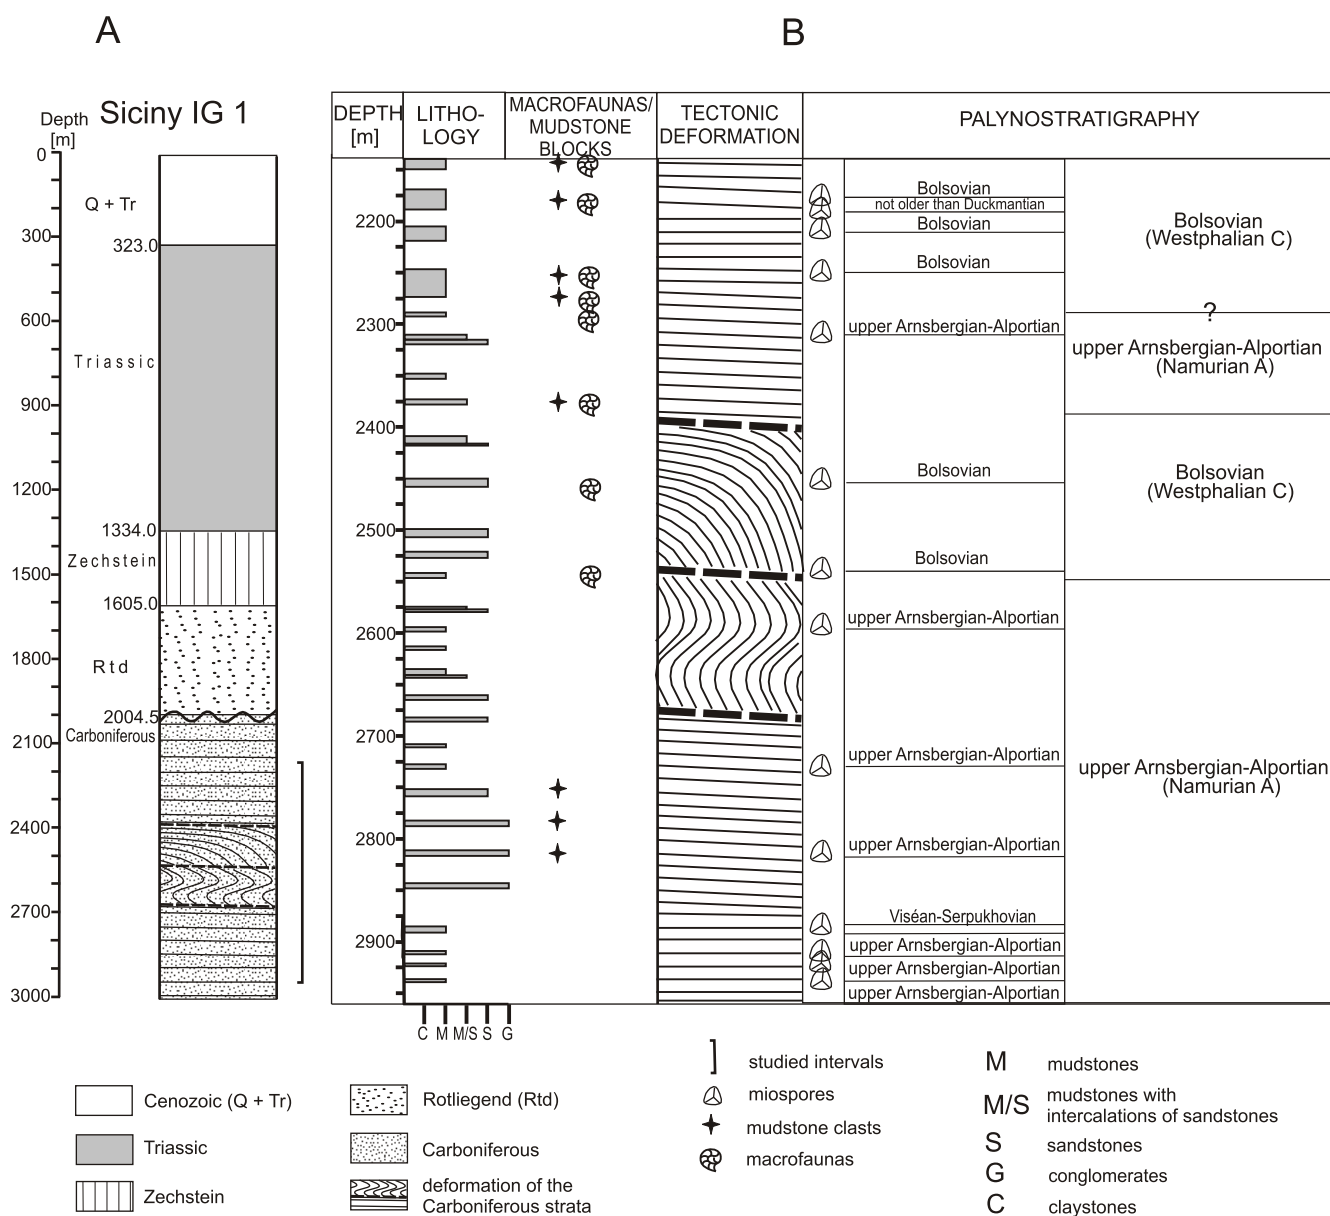 A
B
Siciny IG 1
Depth
[m]
0
300
600
900
1200
1500
1800
2100
2400
2700
3000
Q + Tr
323.0
Triassic
1334.0
Zechstein
1605.0
Rtd
2004.5
Carboniferous
DEPTH
[m]
LITHO-
LOGY
MACROFAUNAS/
MUDSTONE
BLOCKS
TECTONIC
DEFORMATION
PALYNOSTRATIGRAPHY
2200
2300
2400
2500
2600
2700
2800
2900
C M M/S S G
Bolsovian
not older than Duckmantian
Bolsovian
Bolsovian
upper Arnsbergian-Alportian
Bolsovian
Bolsovian
upper Arnsbergian-Alportian
upper Arnsbergian-Alportian
upper Arnsbergian-Alportian
Viséan-Serpukhovian
upper Arnsbergian-Alportian
upper Arnsbergian-Alportian
upper Arnsbergian-Alportian
Bolsovian
(Westphalian C)
?
upper Arnsbergian-Alportian
(Namurian A)
Bolsovian
(Westphalian C)
upper Arnsbergian-Alportian
(Namurian A)
Cenozoic (Q + Tr)
Triassic
Zechstein
Rotliegend (Rtd)
Carboniferous
deformation of the
Carboniferous strata
studied intervals
miospores
mudstone clasts
macrofaunas
M mudstones
M/S mudstones with
intercalations of sandstones
S sandstones
G conglomerates
C claystones